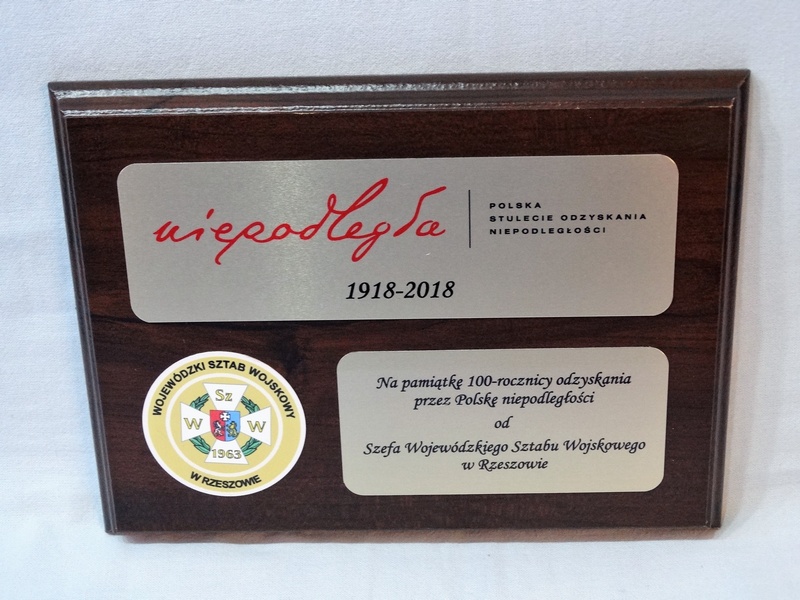 niepodległa
POLSKA
STULECIE ODZYSKANIA
NIEPODLEGŁOŚCI
1918-2018
WOJEWÓDZKI SZTAB WOJSKOWY
Sz
W W
1963
W RZESZOWIE
Na pamiątkę 100-rocznicy odzyskania
przez Polskę niepodległości
od
Szefa Wojewódzkiego Sztabu Wojskowego
w Rzeszowie